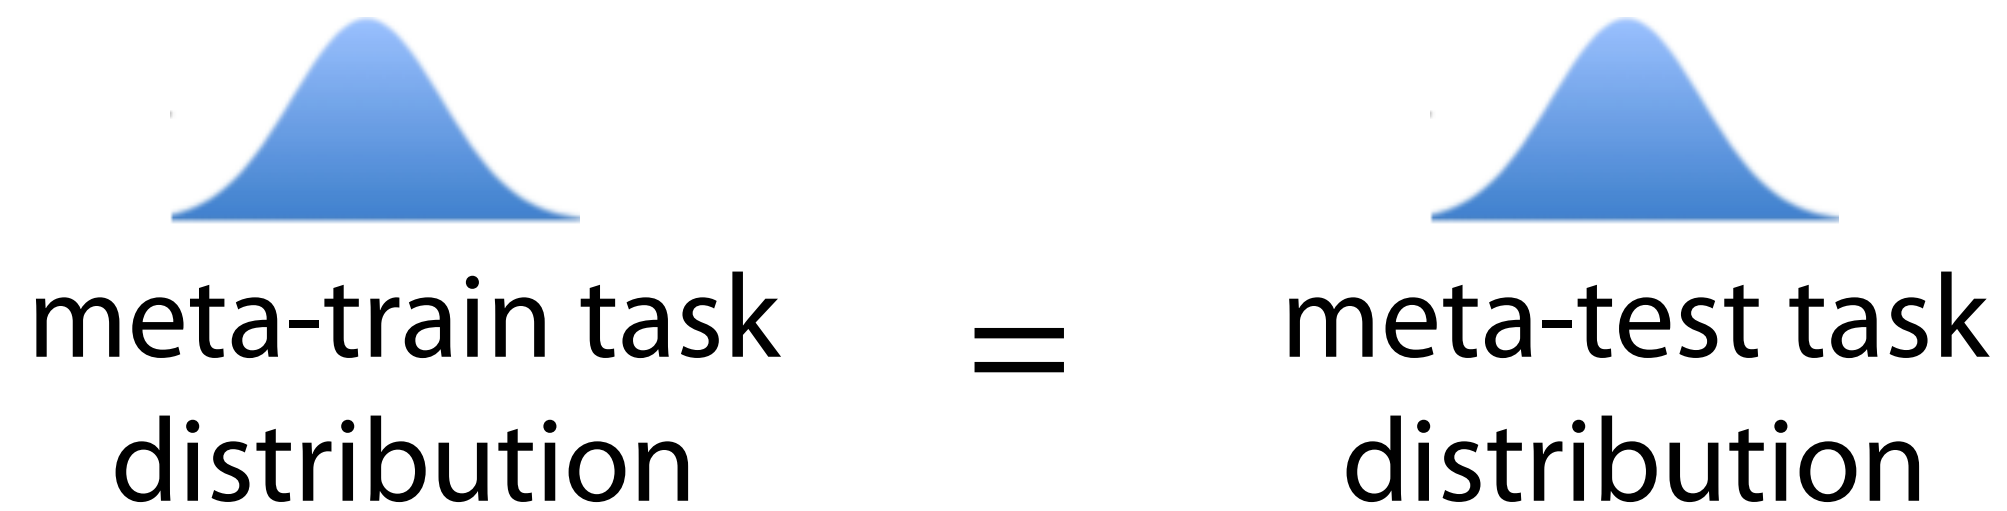 meta-train task
distribution
=
meta-test task
distribution